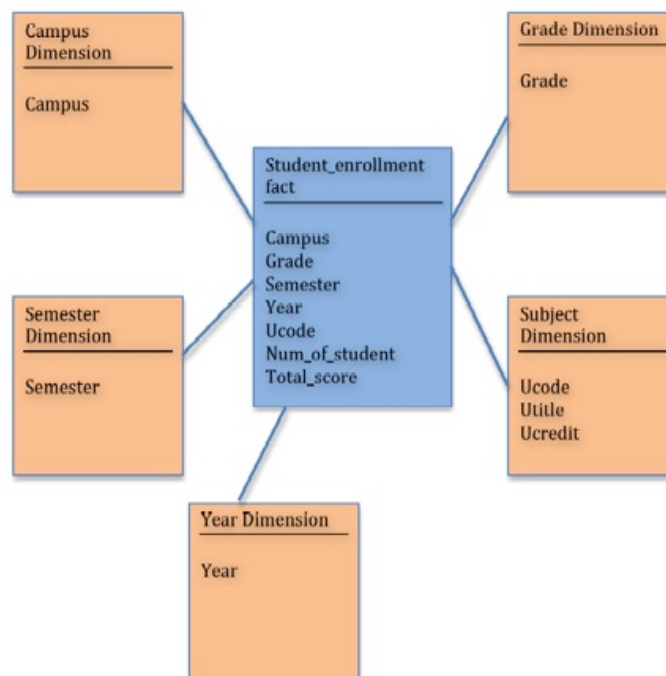 Campus
Dimension
Campus
Grade Dimension
Grade
Student_enrollment
fact
Campus
Grade
Semester
Year
Ucode
Num_of_student
Total_score
Semester
Dimension
Semester
Subject
Dimension
Ucode
Utitle
Ucredit
Year Dimension
Year